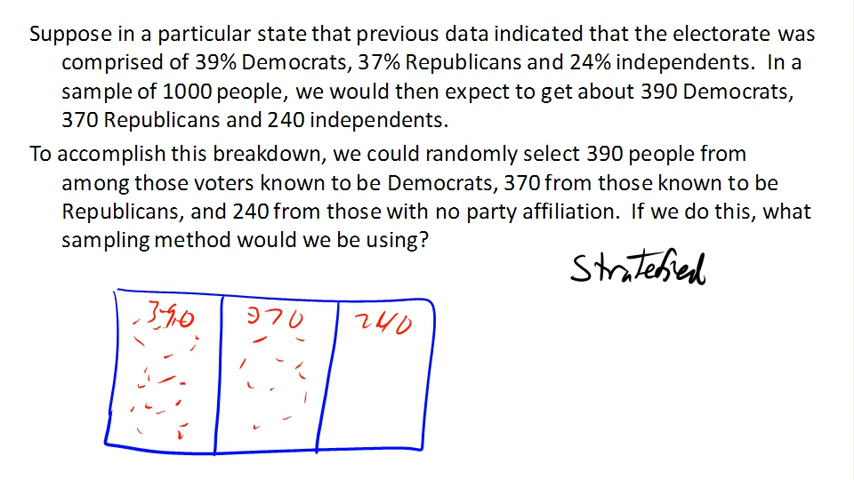 Suppose in a particular state that previous data indicated that the electorate was
comprised of 39% Democrats, 37% Republicans and 24% independents. In a
sample of 1000 people, we would then expect to get about 390 Democrats,
370 Republicans and 240 independents.
To accomplish this breakdown, we could randomly select 390 people from
among those voters known to be Democrats, 370 from those known to be
Republicans, and 240 from those with no party affiliation. If we do this, what
sampling method would we be using?
Stratefied
390 370 240